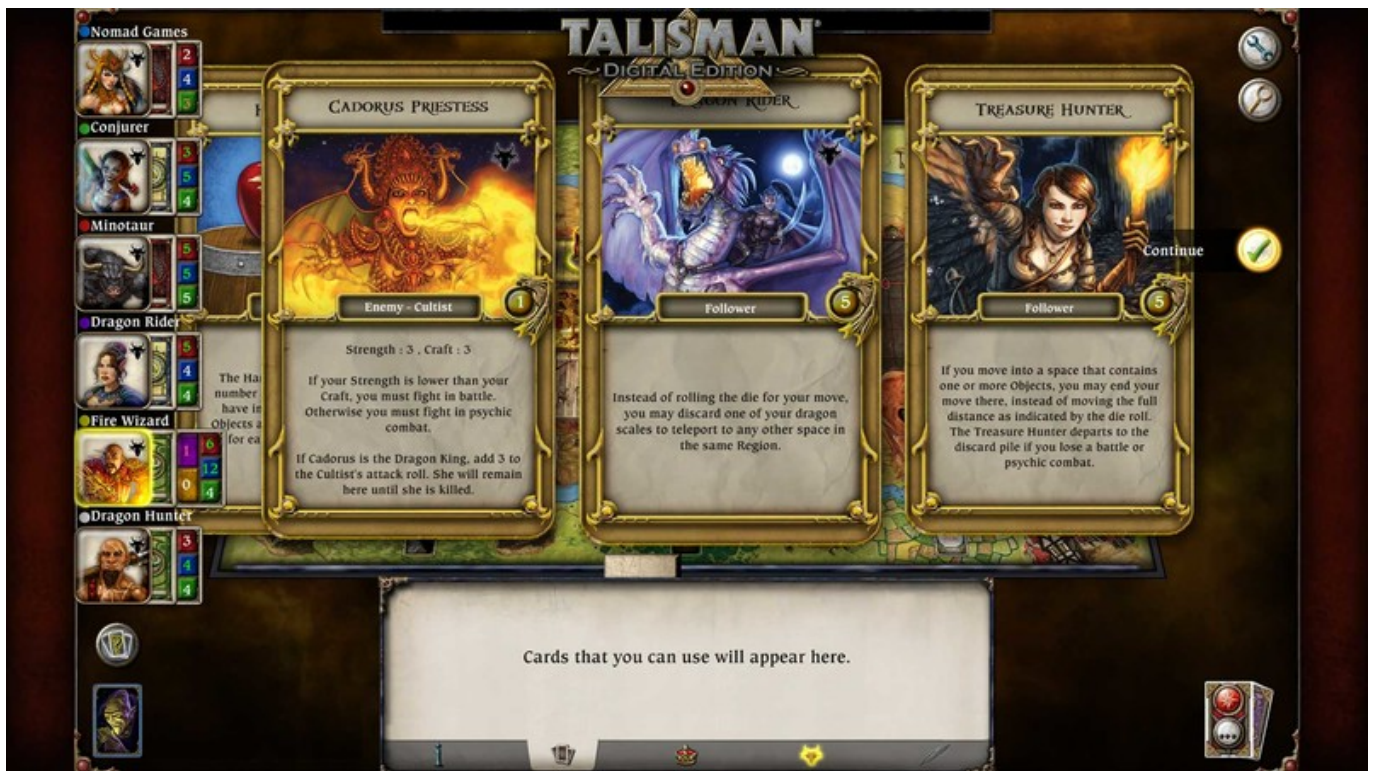 TALISMAN
DIGITAL EDITION
Nomad Games
2
4
3
Conjurer
3
5
4
Minotaur
5
5
5
Dragon Rider
5
4
4
Fire Wizard
1
6
12
0
4
Dragon Hunter
3
4
4
The
number
have
Objects
for
CADORUS PRIESTESS
Enemy - Cultist
1
Strength : 3 , Craft : 3
If your Strength is lower than your
Craft, you must fight in battle.
Otherwise you must fight in psychic
combat.
If Cadorus is the Dragon King, add 3 to
the Cultist's attack roll. She will remain
here until she is killed.
DRAGON RIDER
Follower
5
Instead of rolling the die for your move,
you may discard one of your dragon
scales to teleport to any other space in
the same Region.
TREASURE HUNTER
Follower
5
If you move into a space that contains
one or more Objects, you may end your
move there, instead of moving the full
distance as indicated by the die roll.
The Treasure Hunter departs to the
discard pile if you lose a battle or
psychic combat.
Continue
Cards that you can use will appear here.